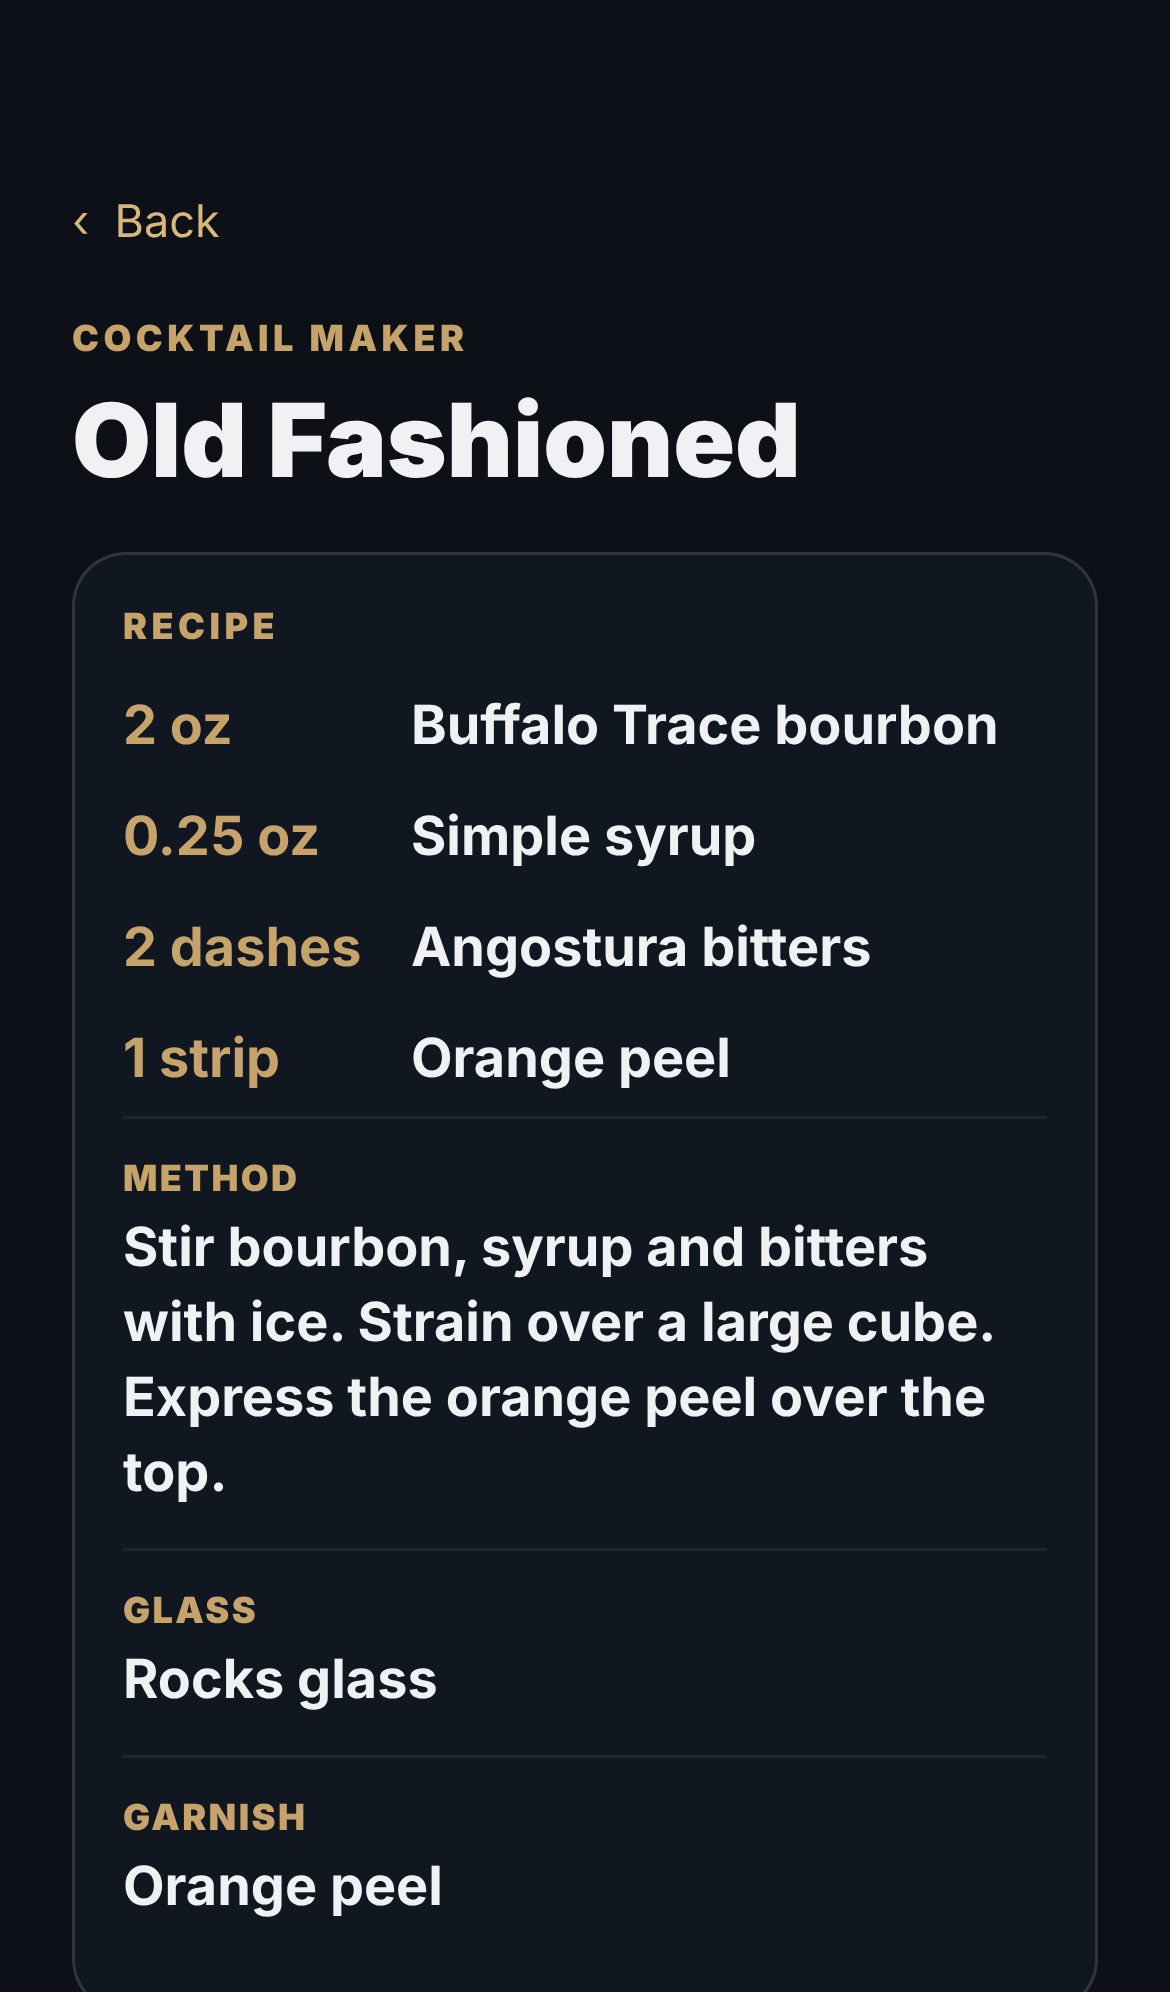 ‹ Back
COCKTAIL MAKER
Old Fashioned
RECIPE
2 oz Buffalo Trace bourbon
0.25 oz Simple syrup
2 dashes Angostura bitters
1 strip Orange peel
METHOD
Stir bourbon, syrup and bitters
with ice. Strain over a large cube.
Express the orange peel over the
top.
GLASS
Rocks glass
GARNISH
Orange peel